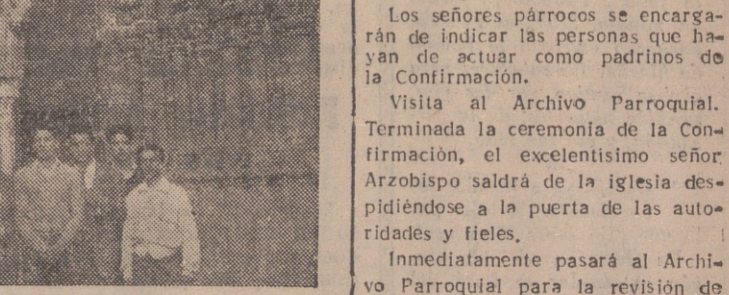 Los señores párrocos se encarga-
rán de indicar las personas que ha-
yan de actuar como padrinos de
la Confirmación.
Visita al Archivo Parroquial.
Terminada la ceremonia de la Con-
firmación, el excelentisimo señor
Arzobispo saldrá de la iglesia des-
pidiéndose a la puerta de las auto-
ridades y fieles.
Inmediatamente pasará al Archi-
vo Parroquial para la revisión de